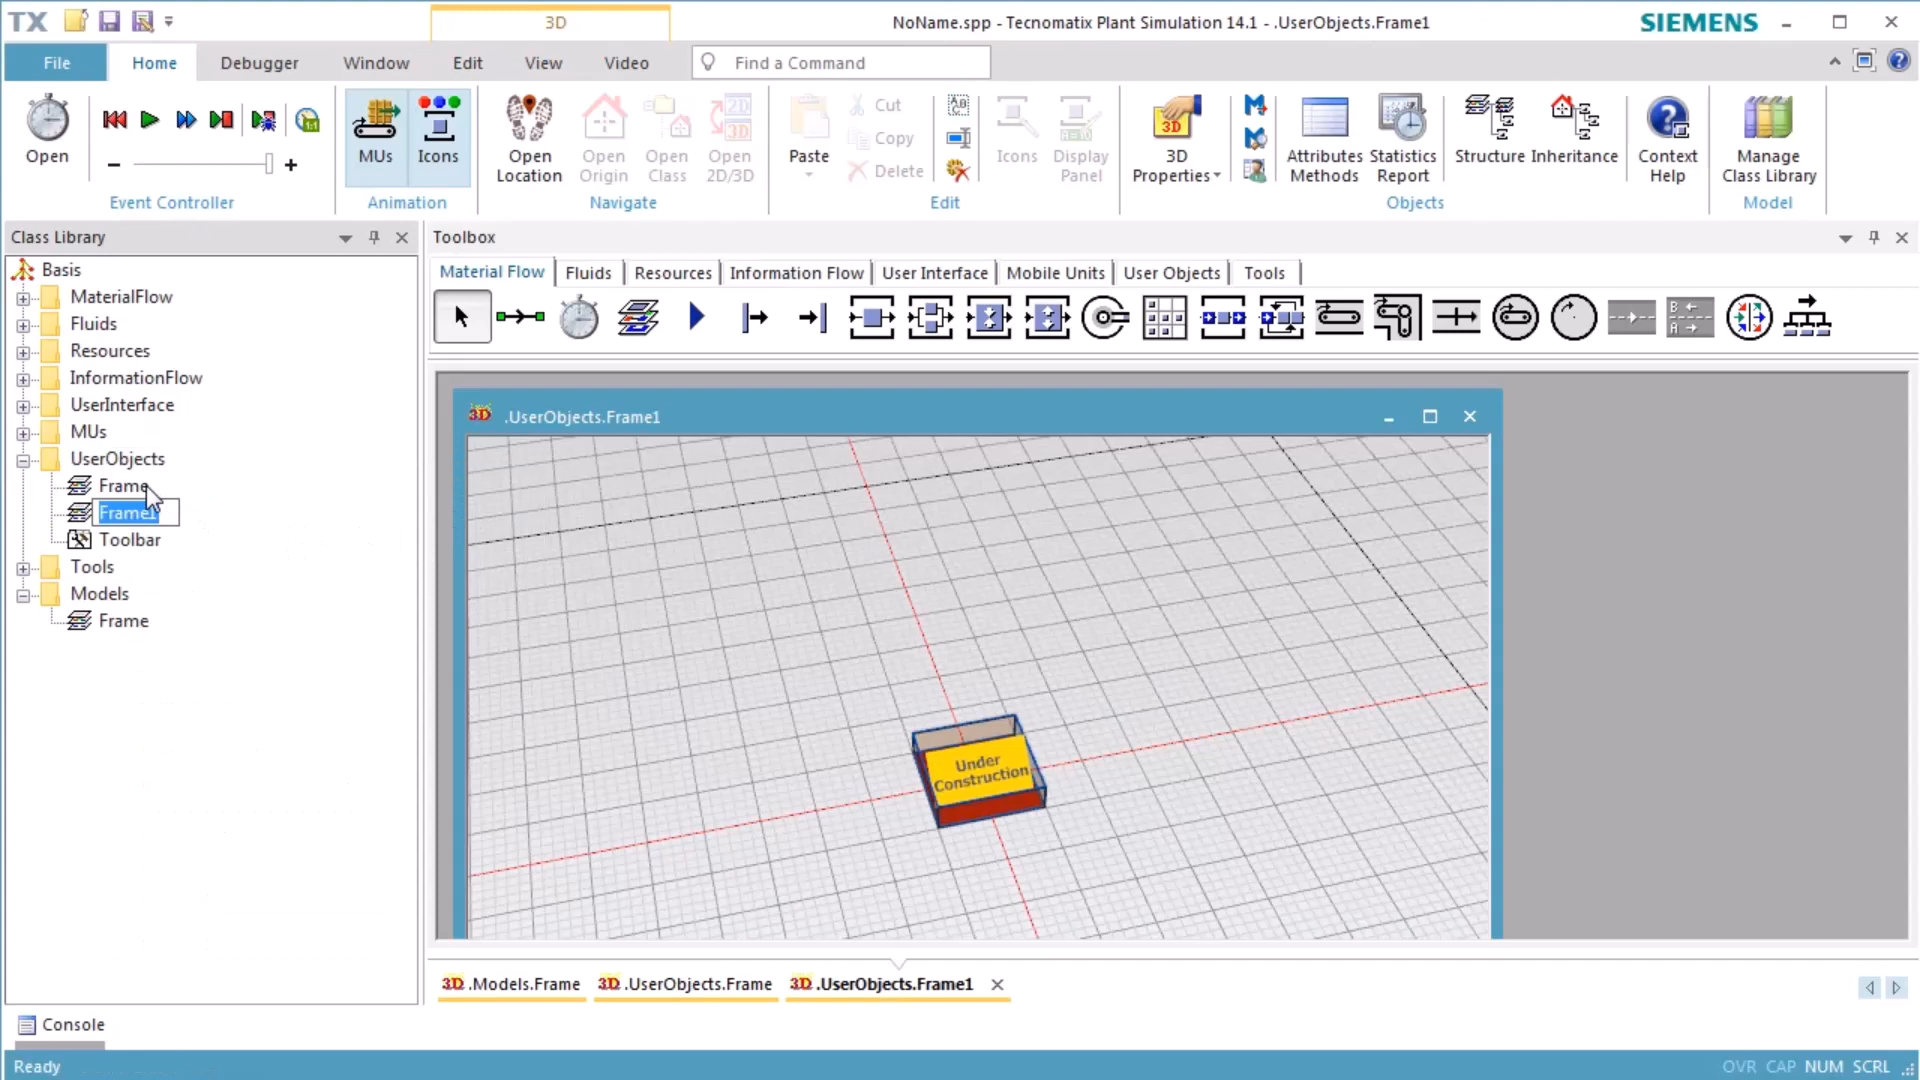 TX
3D
NoName.spp - Tecnomatix Plant Simulation 14.1 - .UserObjects.Frame1
SIEMENS
File Home Debugger Window Edit View Video Find a Command
Open
MUs Icons
Open Location
Open Origin
Open Class
Open 2D/3D
Paste
Cut
Copy
Delete
Icons
Display Panel
3D Properties
Attributes Methods
Statistics Report
Structure Inheritance
Context Help
Manage Class Library
Event Controller Animation Navigate Edit Objects Model
Class Library
Toolbox
Material Flow Fluids Resources Information Flow User Interface Mobile Units User Objects Tools
Basis
MaterialFlow
Fluids
Resources
InformationFlow
UserInterface
MUs
UserObjects
Frame
Frame1
Toolbar
Tools
Models
Frame
3D .UserObjects.Frame1
Under
Construction
3D .Models.Frame 3D .UserObjects.Frame 3D .UserObjects.Frame1
Console
Ready
OVR CAP NUM SCRL